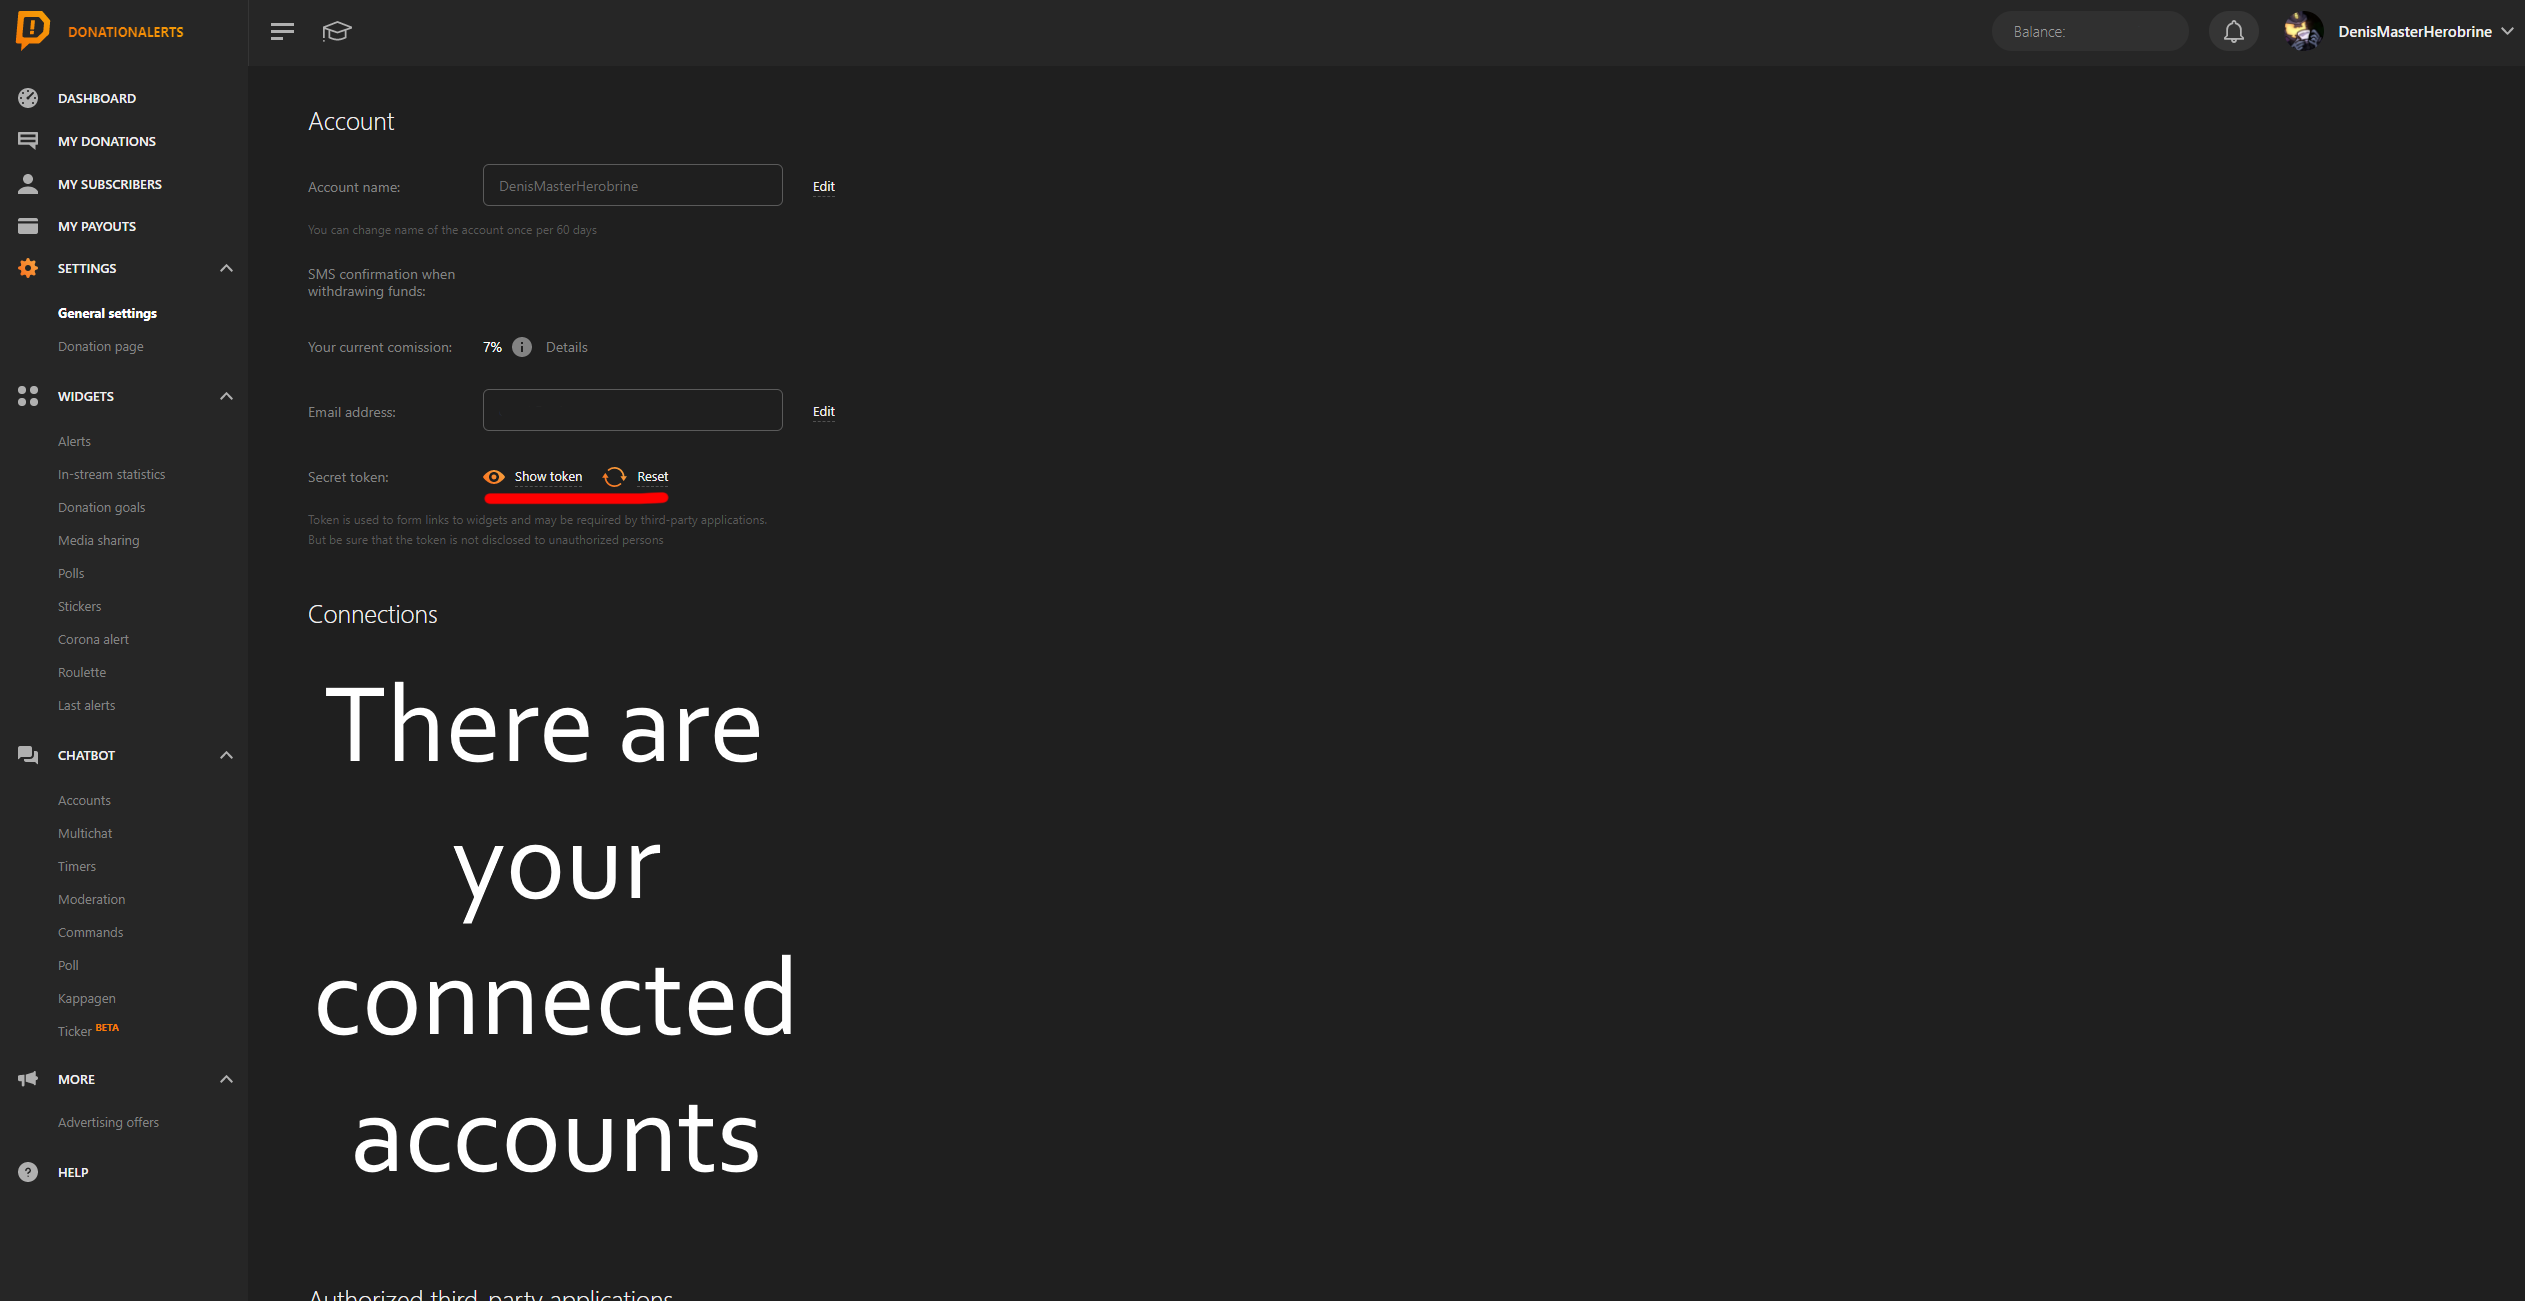 DONATIONALERTS
Balance:
DenisMasterHerobrine
DASHBOARD
MY DONATIONS
MY SUBSCRIBERS
MY PAYOUTS
SETTINGS
General settings
Donation page
WIDGETS
Alerts
In-stream statistics
Donation goals
Media sharing
Polls
Stickers
Corona alert
Roulette
Last alerts
CHATBOT
Accounts
Multichat
Timers
Moderation
Commands
Poll
Kappagen
Ticker BETA
MORE
Advertising offers
HELP
Account
Account name: DenisMasterHerobrine Edit
You can change name of the account once per 60 days
SMS confirmation when
withdrawing funds:
Your current comission: 7% Details
Email address: Edit
Secret token: Show token Reset
Token is used to form links to widgets and may be required by third-party applications.
But be sure that the token is not disclosed to unauthorized persons
Connections
There are
your
connected
accounts
Authorized third-party applications